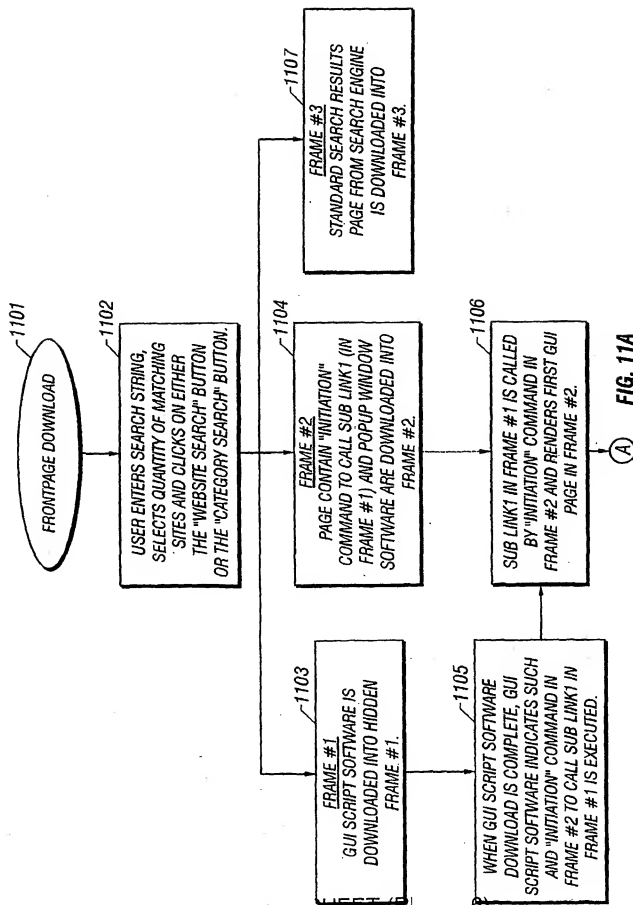 1101
FRONTPAGE DOWNLOAD
1102
USER ENTERS SEARCH STRING,
SELECTS QUANTITY OF MATCHING
SITES AND CLICKS ON EITHER
THE "WEBSITE SEARCH" BUTTON
OR THE "CATEGORY SEARCH" BUTTON.
1103
FRAME #1
GUI SCRIPT SOFTWARE IS
DOWNLOADED INTO HIDDEN
FRAME #1.
1104
FRAME #2
PAGE CONTAIN "INITIATION"
COMMAND TO CALL SUB LINK1 (IN
FRAME #1) AND POPUP WINDOW
SOFTWARE ARE DOWNLOADED INTO
FRAME #2.
1107
FRAME #3
STANDARD SEARCH RESULTS
PAGE FROM SEARCH ENGINE
IS DOWNLOADED INTO
FRAME #3.
1105
WHEN GUI SCRIPT SOFTWARE
DOWNLOAD IS COMPLETE, GUI
SCRIPT SOFTWARE INDICATES SUCH
AND "INITIATION" COMMAND IN
FRAME #2 TO CALL SUB LINK1 IN
FRAME #1 IS EXECUTED.
1106
SUB LINK1 IN FRAME #1 IS CALLED
BY "INITIATION" COMMAND IN
FRAME #2 AND RENDERS FIRST GUI
PAGE IN FRAME #2.
A
FIG. 11A